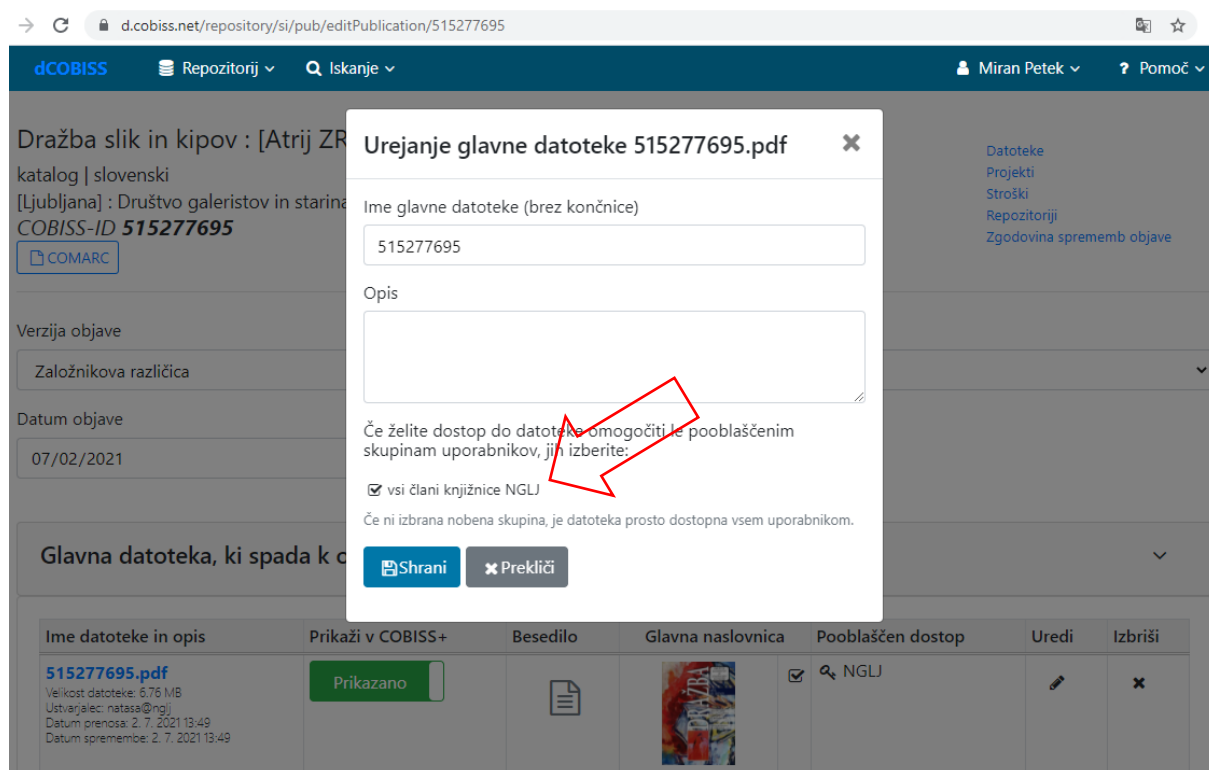 d.cobiss.net/repository/si/pub/editPublication/515277695
dCOBISS Repozitorij Iskanje Miran Petek ? Pomoč
Dražba slik in kipov : [Atrij ZR
katalog | slovenski
[Ljubljana] : Društvo galeristov in starina
COBISS-ID 515277695
COMARC
Datoteke
Projekti
Stroški
Repozitoriji
Zgodovina sprememb objave
Verzija objave
Založnikova različica
Datum objave
07/02/2021
Urejanje glavne datoteke 515277695.pdf
Ime glavne datoteke (brez končnice)
515277695
Opis
Če želite dostop do datoteke omogočiti le pooblaščenim
skupinam uporabnikov, jih izberite:
vsi člani knjižnice NGLJ
Če ni izbrana nobena skupina, je datoteka prosto dostopna vsem uporabnikom.
Shrani Prekliči
Glavna datoteka, ki spada k o
Ime datoteke in opis Prikaži v COBISS+ Besedilo Glavna naslovnica Pooblaščen dostop Uredi Izbriši
515277695.pdf
Velikost datoteke: 6.76 MB
Ustvarjalec: natasa@nglj
Datum prenosa: 2. 7. 2021 13:49
Datum spremembe: 2. 7. 2021 13:49
Prikazano
DRAŽBA
NGLJ